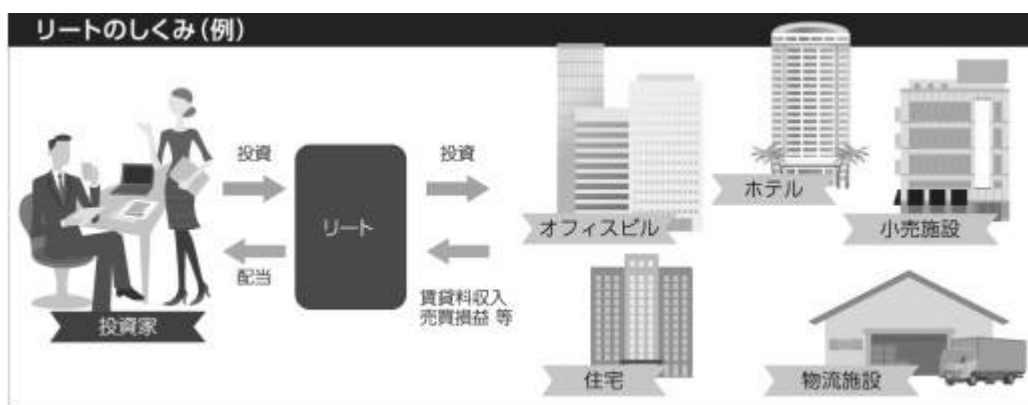 リートのしくみ(例)
投資
投資
リート
配当
賃貸料収入
売買損益 等
投資家
オフィスビル
ホテル
小売施設
住宅
物流施設